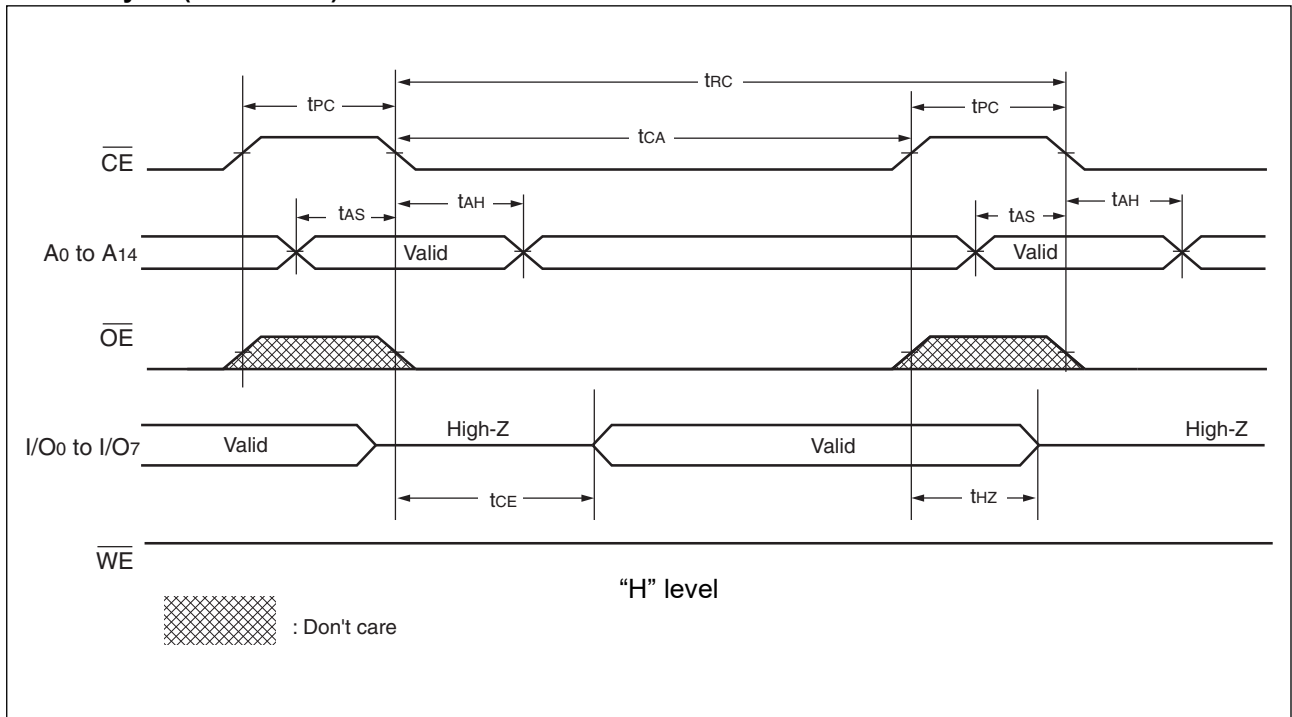 tRC
tPC
tPC
tCA
CE
tAS
tAH
tAS
tAH
A0 to A14
Valid
Valid
OE
I/O0 to I/O7
Valid
High-Z
Valid
High-Z
tCE
tHZ
WE
“H” level
: Don't care